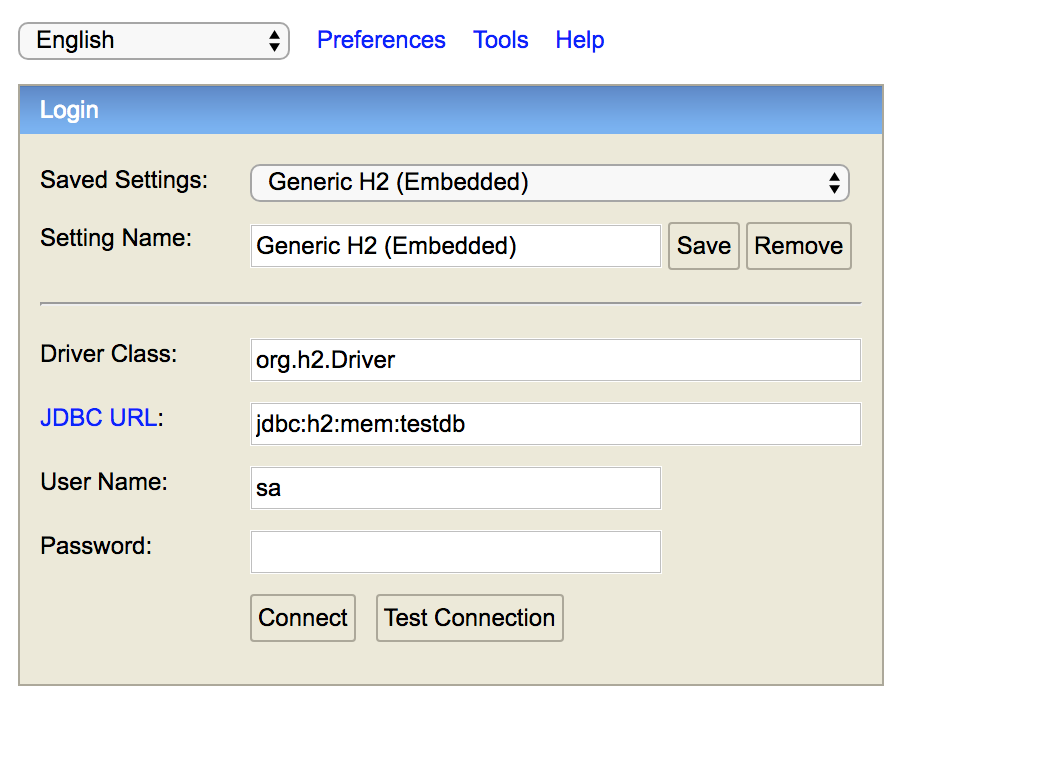 English Preferences Tools Help
Login
Saved Settings: Generic H2 (Embedded)
Setting Name: Generic H2 (Embedded) Save Remove
Driver Class: org.h2.Driver
JDBC URL: jdbc:h2:mem:testdb
User Name: sa
Password:
Connect Test Connection